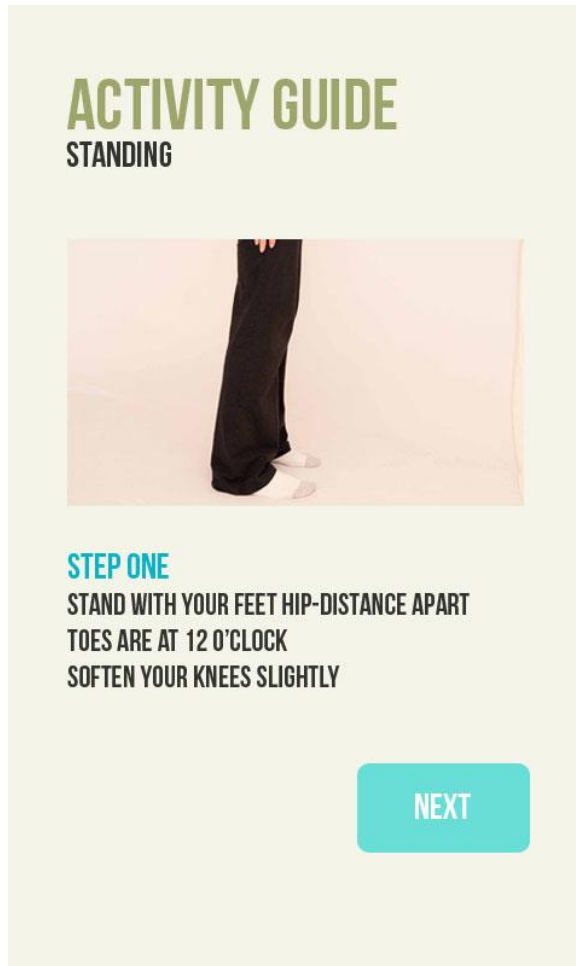 ACTIVITY GUIDE
STANDING
STEP ONE
STAND WITH YOUR FEET HIP-DISTANCE APART
TOES ARE AT 12 O’CLOCK
SOFTEN YOUR KNEES SLIGHTLY
NEXT